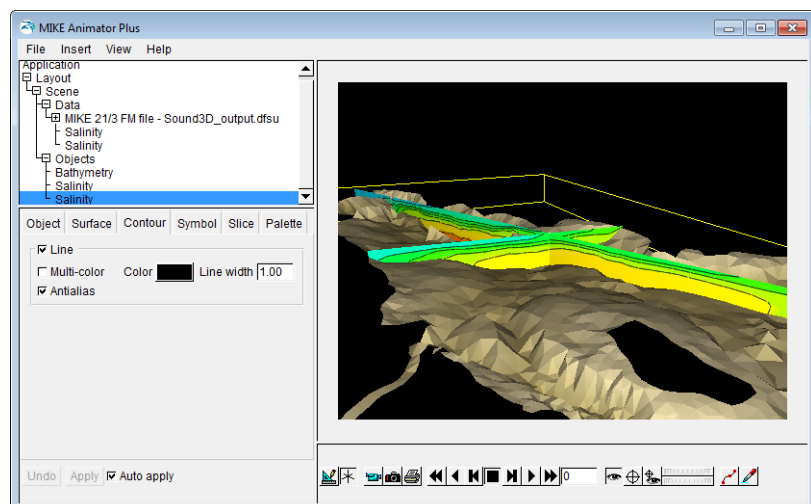 MIKE Animator Plus
File Insert View Help
Application
Layout
Scene
Data
MIKE 21/3 FM file - Sound3D_output.dfsu
Salinity
Salinity
Objects
Bathymetry
Salinity
Salinity
Object Surface Contour Symbol Slice Palette
Line
Multi-color Color Line width 1.00
Antialias
Undo Apply Auto apply
0